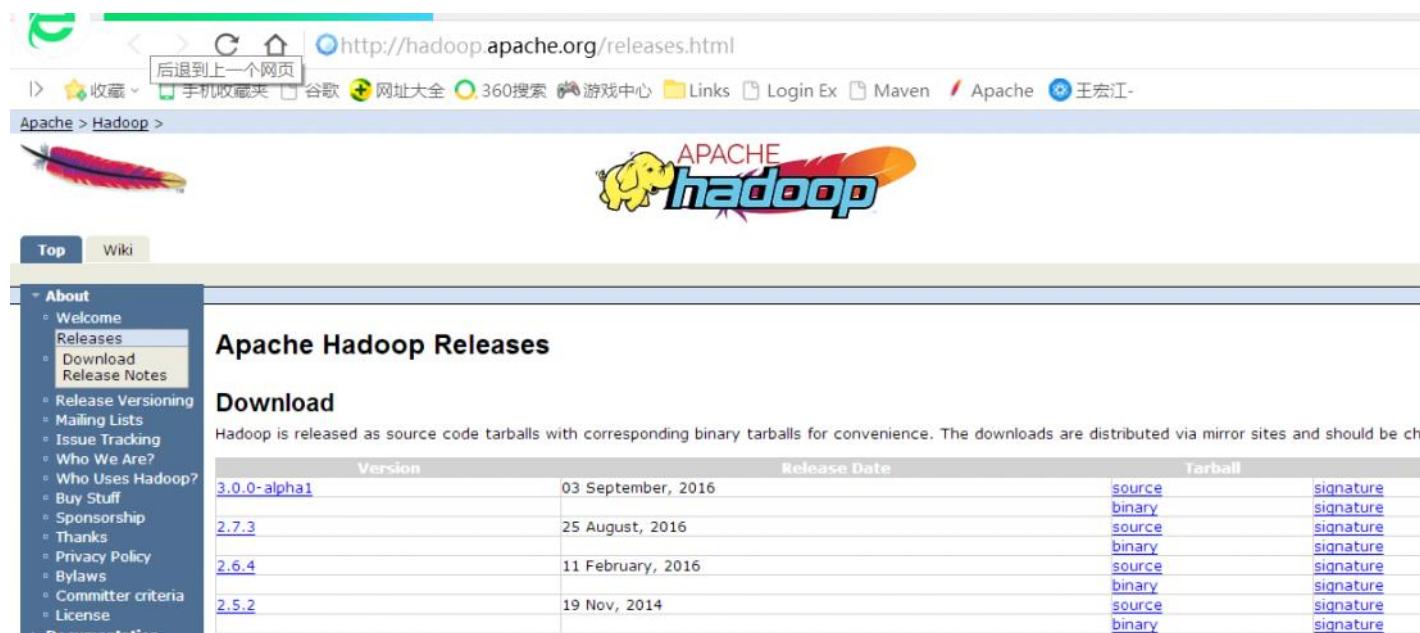 http://hadoop.apache.org/releases.html
后退到上一个网页
收藏 手机收藏夹 谷歌 网址大全 360搜索 游戏中心 Links Login Ex Maven Apache 王宏江-
Apache > Hadoop >
APACHE
hadoop
Top Wiki
About
Welcome
Releases
Download
Release Notes
Release Versioning
Mailing Lists
Issue Tracking
Who We Are?
Who Uses Hadoop?
Buy Stuff
Sponsorship
Thanks
Privacy Policy
Bylaws
Committer criteria
License
Documentation
Apache Hadoop Releases
Download
Hadoop is released as source code tarballs with corresponding binary tarballs for convenience. The downloads are distributed via mirror sites and should be ch
Version Release Date Tarball
3.0.0-alpha1 03 September, 2016 source signature
binary signature
2.7.3 25 August, 2016 source signature
binary signature
2.6.4 11 February, 2016 source signature
binary signature
2.5.2 19 Nov, 2014 source signature
binary signature